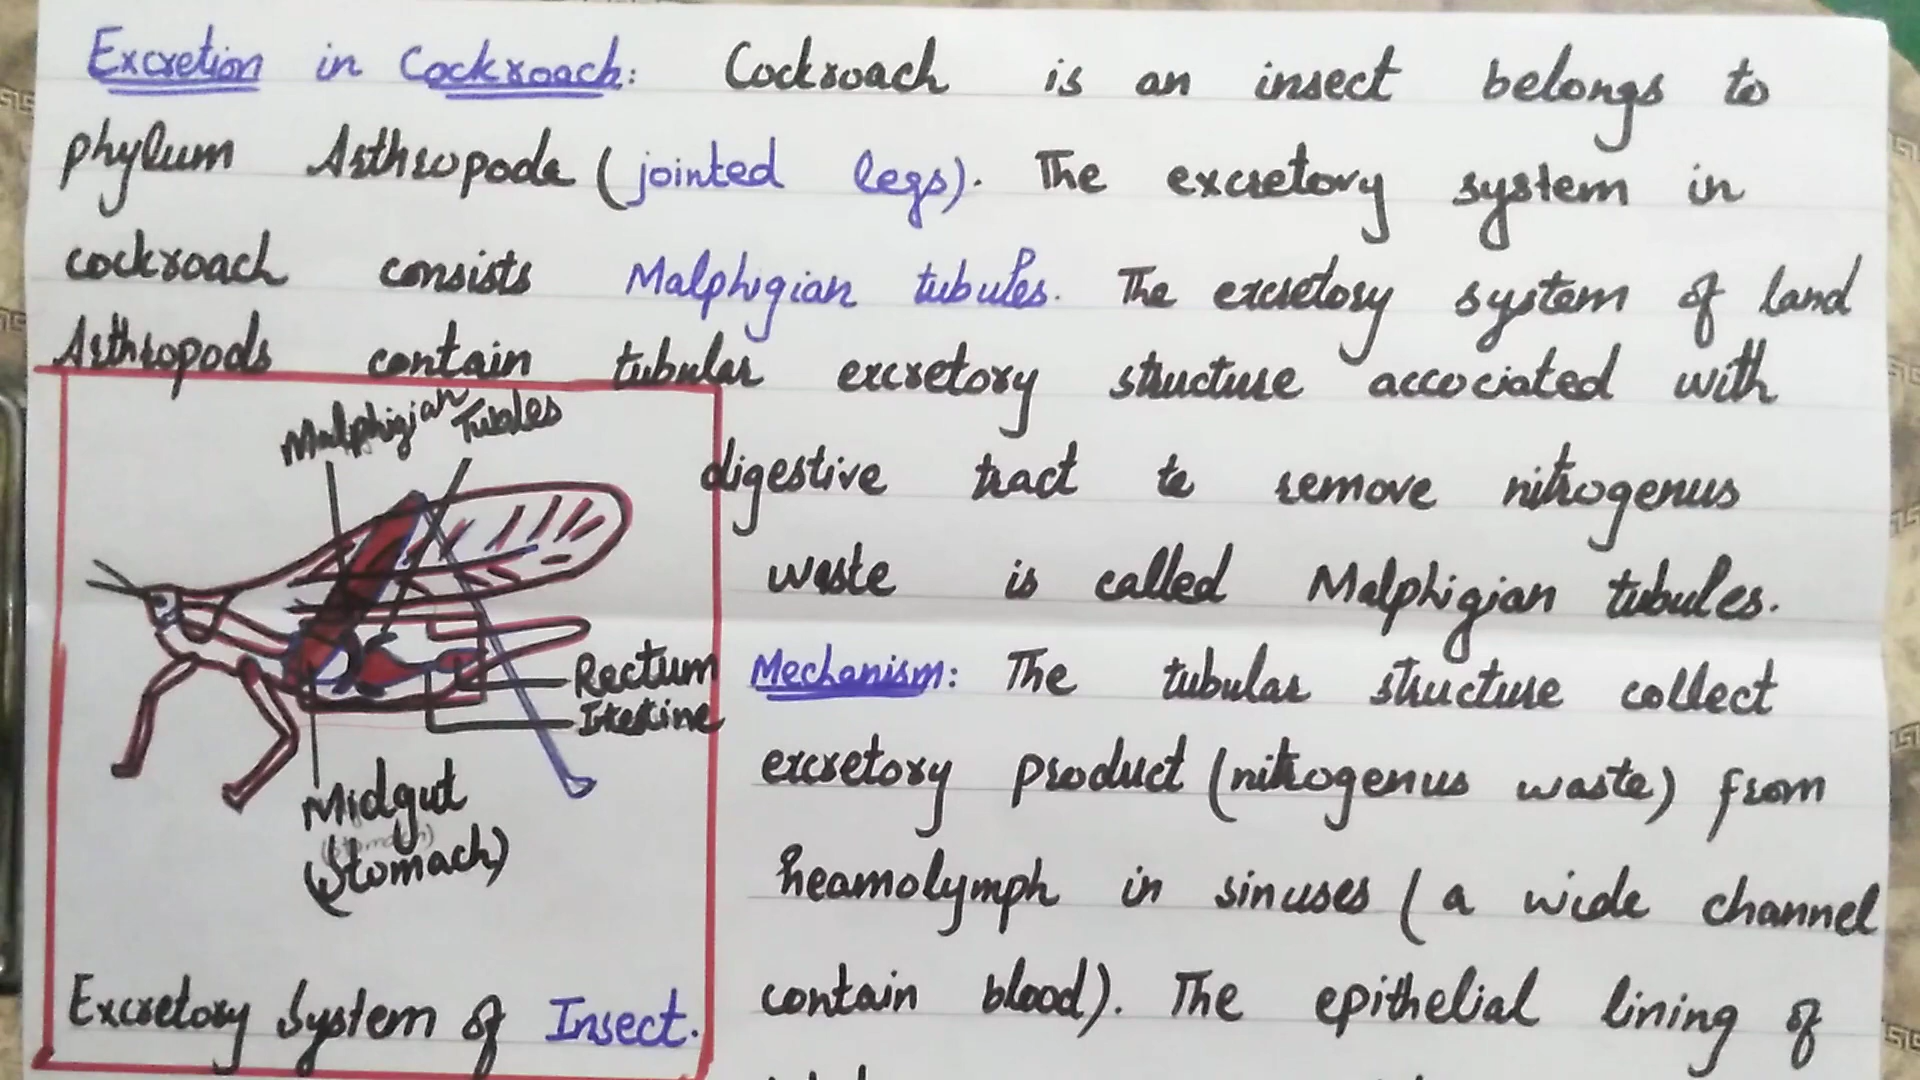 Excretion in Cockroach: Cockroach is an insect belongs to
phylum Arthropoda (jointed legs). The excretory system in
cockroach consists Malphigian tubules. The excretory system of land
Arthropods contain tubular excretory structure accociated with
digestive tract to remove nitrogenus
waste is called Malphigian tubules.
Mechanism: The tubular structure collect
excretory product (nitrogenus waste) from
heamolymph in sinuses (a wide channel
contain blood). The epithelial lining of
Malphigian Tubles
Rectum
Itestine
Midgut
(Stomach)
Excretory System of Insect.